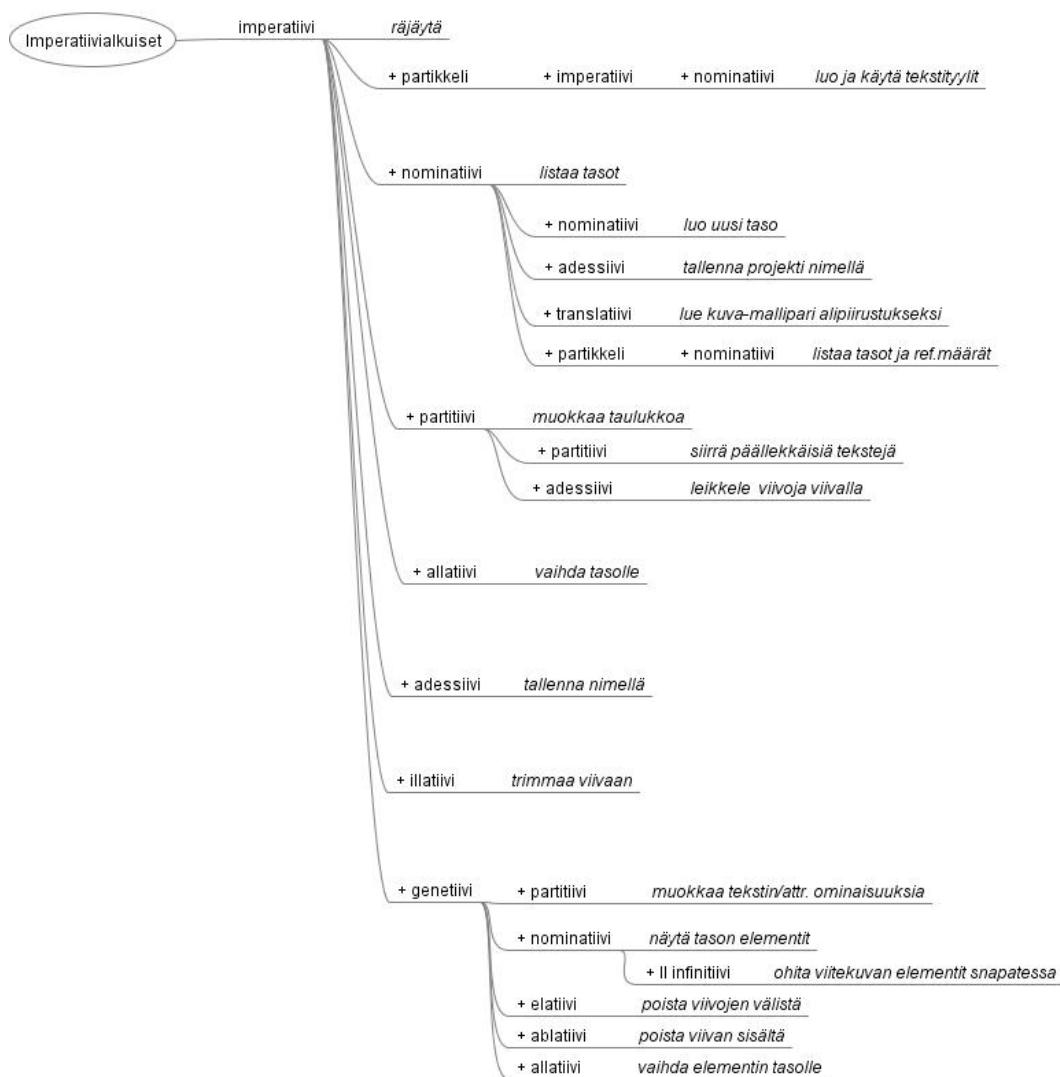 Imperatiivialkuiset imperatiivi räjäytä
+ partikkeli + imperatiivi + nominatiivi luo ja käytä tekstityylit
+ nominatiivi listaa tasot
+ nominatiivi luo uusi taso
+ adessiivi tallenna projekti nimellä
+ translatiivi lue kuva-mallipari alipiirustukseksi
+ partikkeli + nominatiivi listaa tasot ja ref.määrät
+ partitiivi muokkaa taulukkoa
+ partitiivi siirrä päällekkäisiä tekstejä
+ adessiivi leikkele viivoja viivalla
+ allatiivi vaihda tasolle
+ adessiivi tallenna nimellä
+ illatiivi trimmaa viivaan
+ genetiivi + partitiivi muokkaa tekstin/attr. ominaisuuksia
+ nominatiivi näytä tason elementit
+ II infinitiivi ohita viitekuvan elementit snapatessa
+ elatiivi poista viivojen välistä
+ ablatiivi poista viivan sisältä
+ allatiivi vaihda elementin tasolle